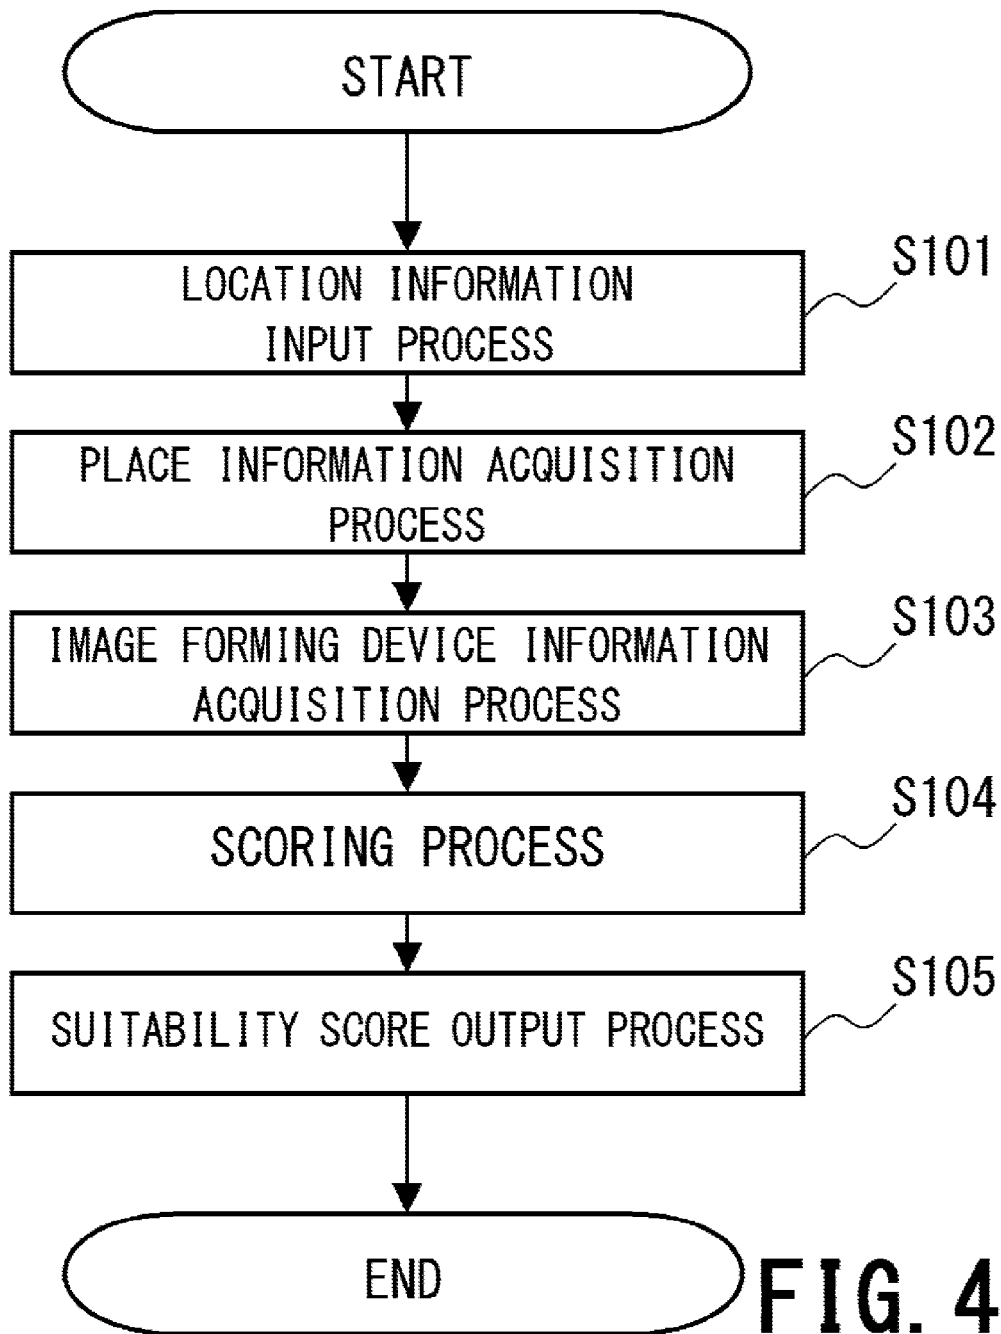 START
S101
LOCATION INFORMATION
INPUT PROCESS
S102
PLACE INFORMATION ACQUISITION
PROCESS
S103
IMAGE FORMING DEVICE INFORMATION
ACQUISITION PROCESS
S104
SCORING PROCESS
S105
SUITABILITY SCORE OUTPUT PROCESS
END
FIG. 4